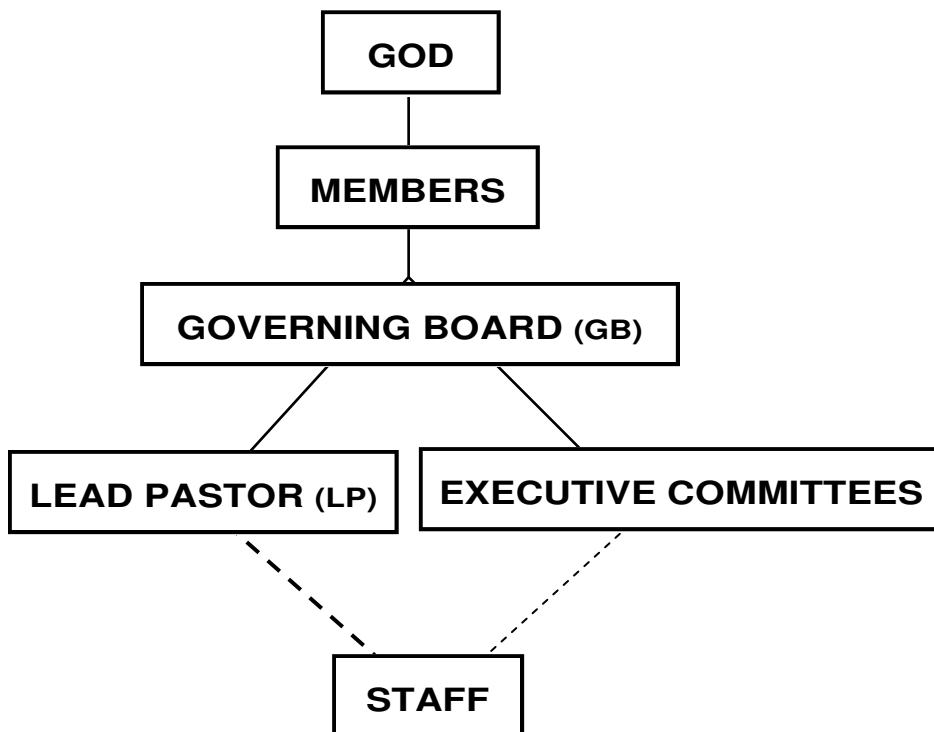 GOD
MEMBERS
GOVERNING BOARD (GB)
LEAD PASTOR (LP)
EXECUTIVE COMMITTEES
STAFF